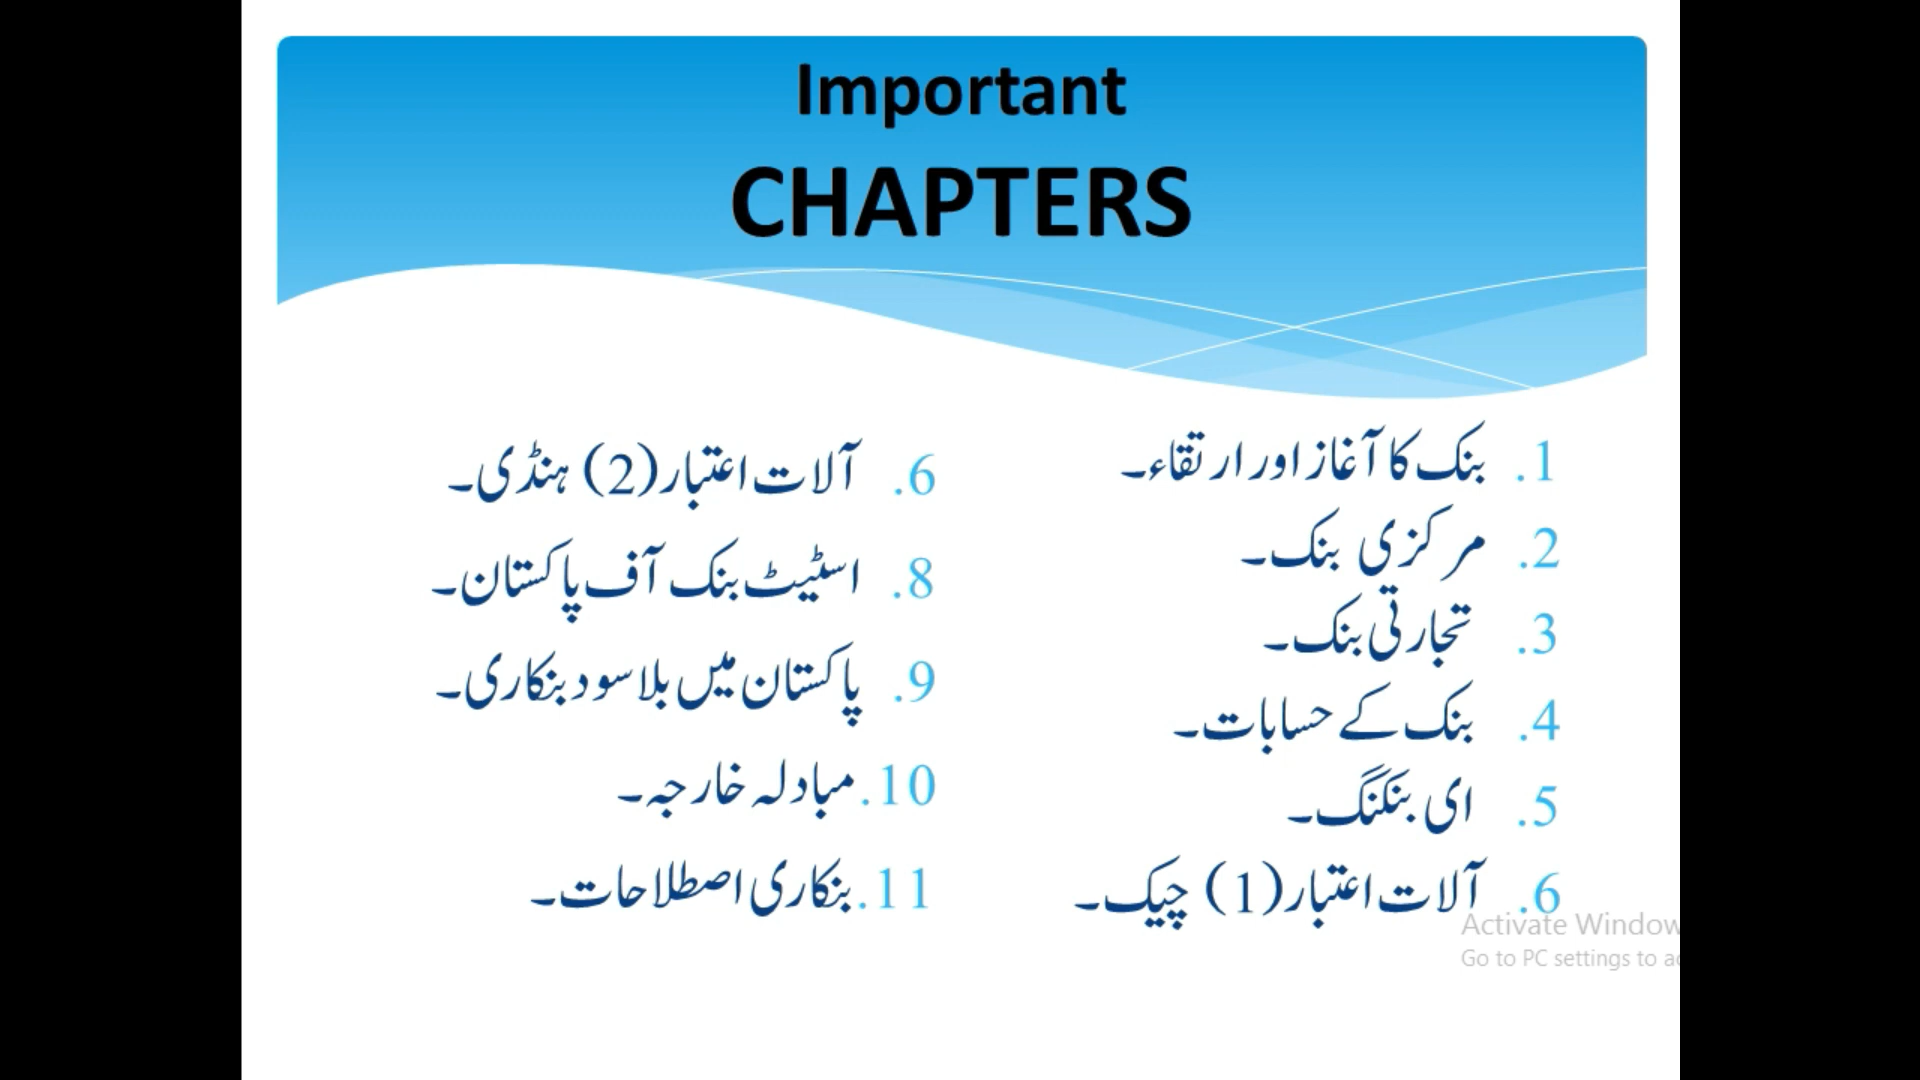 Important
CHAPTERS
1. بنک کا آغاز اور ارتقاء۔
2. مرکزی بنک۔
3. تجارتی بنک۔
4. بنک کے حسابات۔
5. ای بنکنگ۔
6. آلات اعتبار(1) چیک۔
6. آلات اعتبار(2) ہنڈی۔
8. اسٹیٹ بنک آف پاکستان۔
9. پاکستان میں بلا سود بنکاری۔
10. مبادلہ خارجہ۔
11. بنکاری اصطلاحات۔
Activate Window
Go to PC settings to a